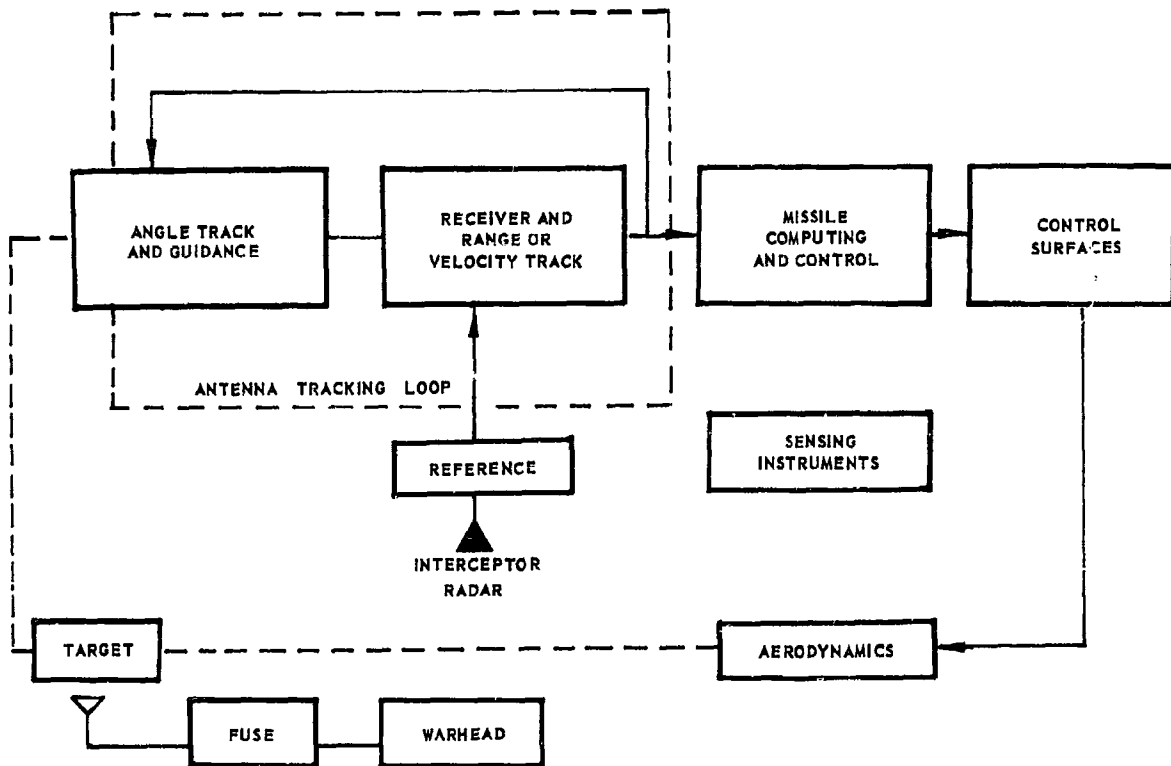 ANGLE TRACK
AND GUIDANCE
RECEIVER AND
RANGE OR
VELOCITY TRACK
MISSILE
COMPUTING
AND CONTROL
CONTROL
SURFACES
ANTENNA TRACKING LOOP
REFERENCE
SENSING
INSTRUMENTS
INTERCEPTOR
RADAR
TARGET
AERODYNAMICS
FUSE
WARHEAD